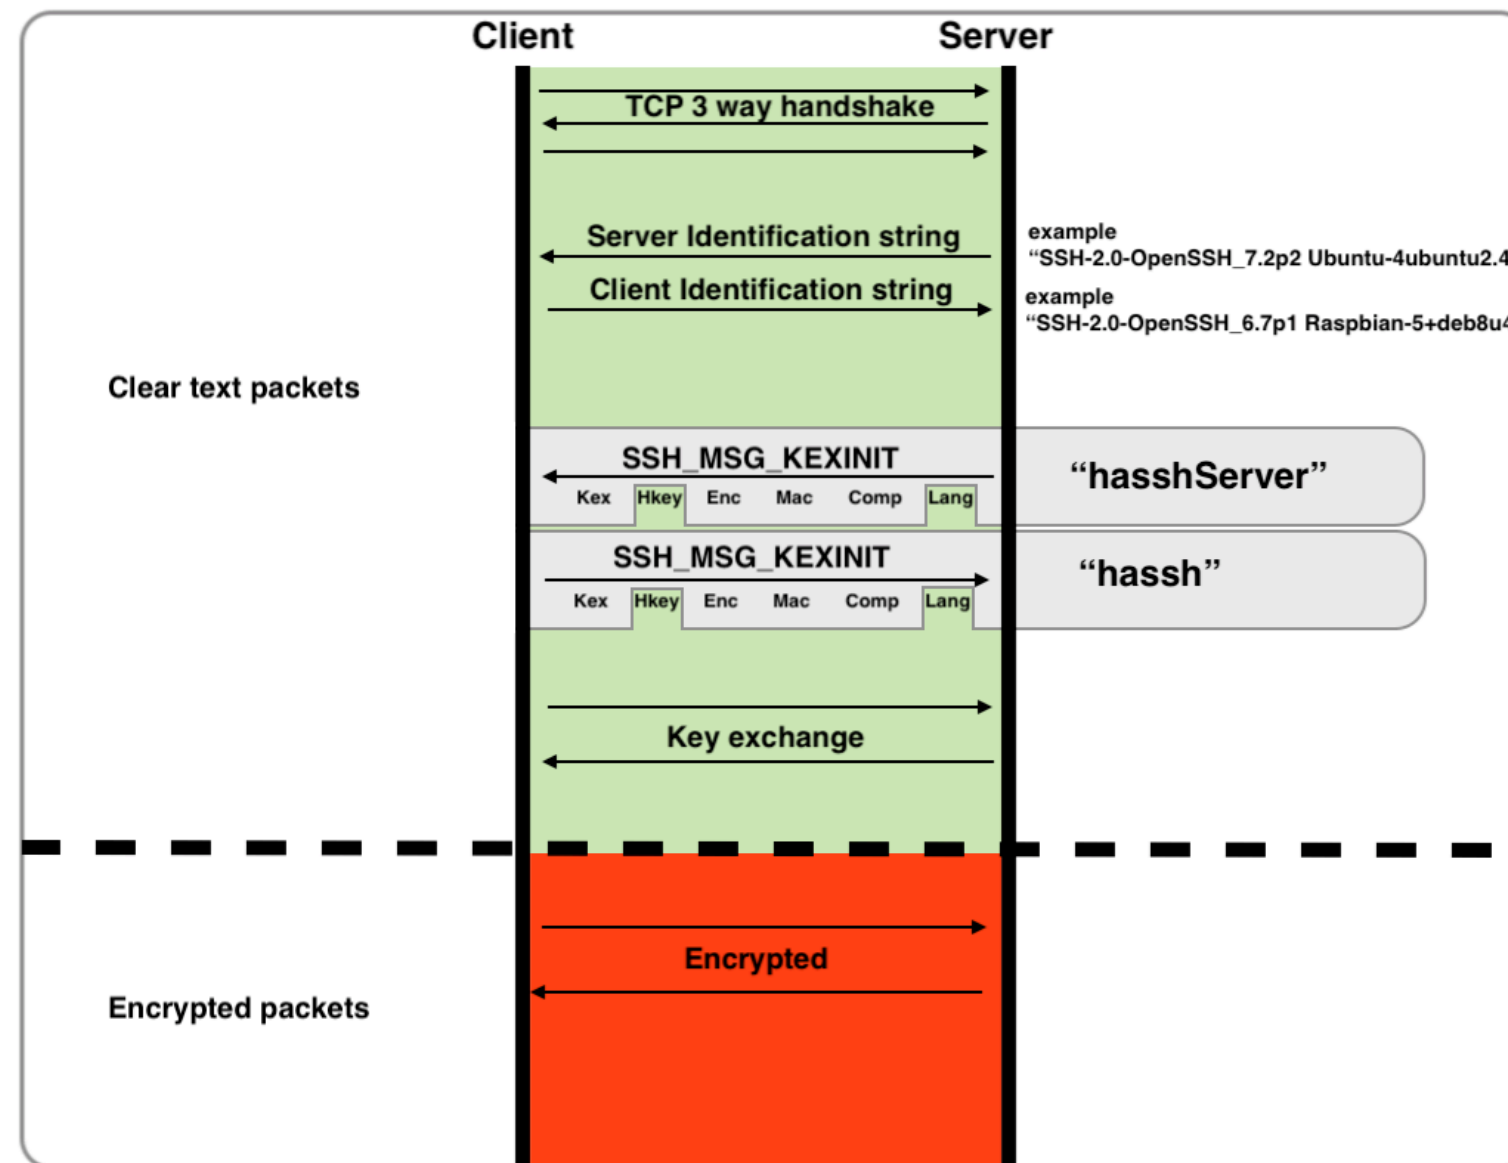 Client
Server
TCP 3 way handshake
Server Identification string
example
“SSH-2.0-OpenSSH_7.2p2 Ubuntu-4ubuntu2.4
Client Identification string
example
“SSH-2.0-OpenSSH_6.7p1 Raspbian-5+deb8u4
Clear text packets
SSH_MSG_KEXINIT
Kex Hkey Enc Mac Comp Lang
“hasshServer”
SSH_MSG_KEXINIT
Kex Hkey Enc Mac Comp Lang
“hassh”
Key exchange
Encrypted
Encrypted packets